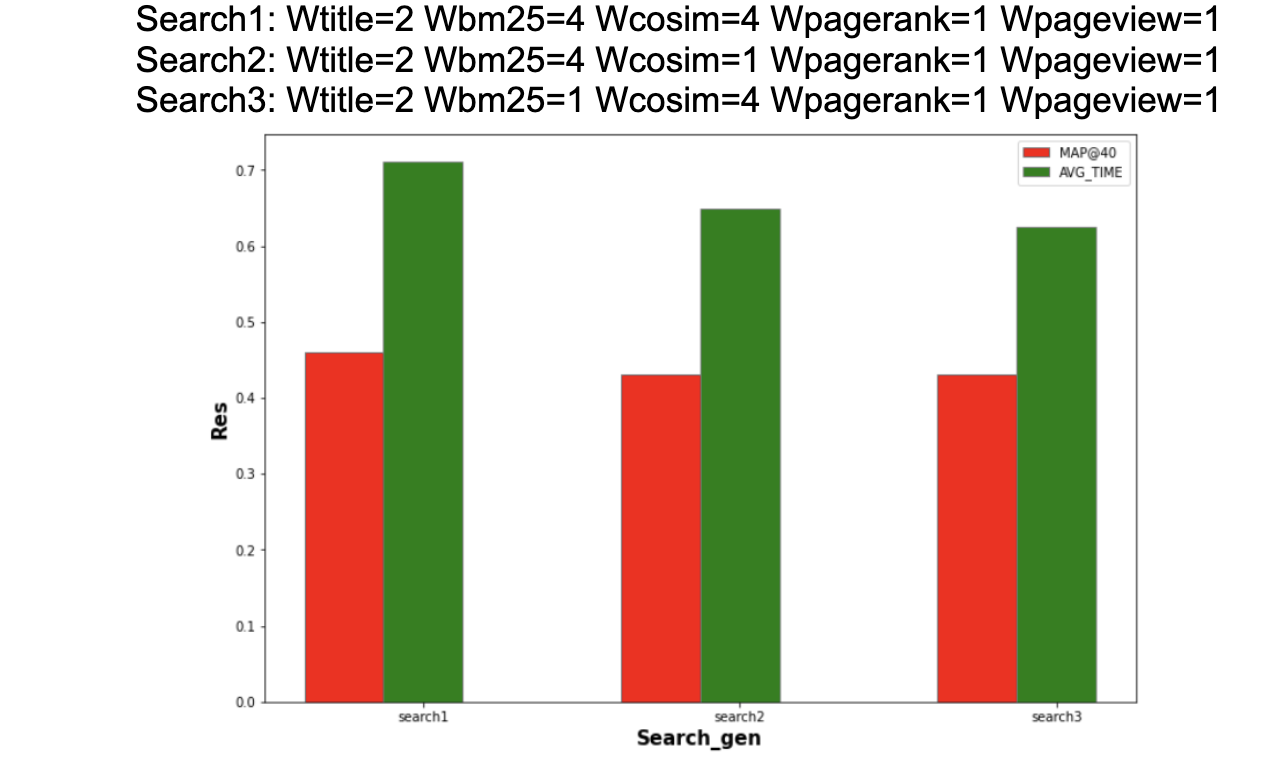 Search1: Wtitle=2 Wbm25=4 Wcosim=4 Wpagerank=1 Wpageview=1
Search2: Wtitle=2 Wbm25=4 Wcosim=1 Wpagerank=1 Wpageview=1
Search3: Wtitle=2 Wbm25=1 Wcosim=4 Wpagerank=1 Wpageview=1
MAP@40
AVG_TIME
0.7
0.6
0.5
0.4
0.3
0.2
0.1
0.0
Res
search1 search2 search3
Search_gen